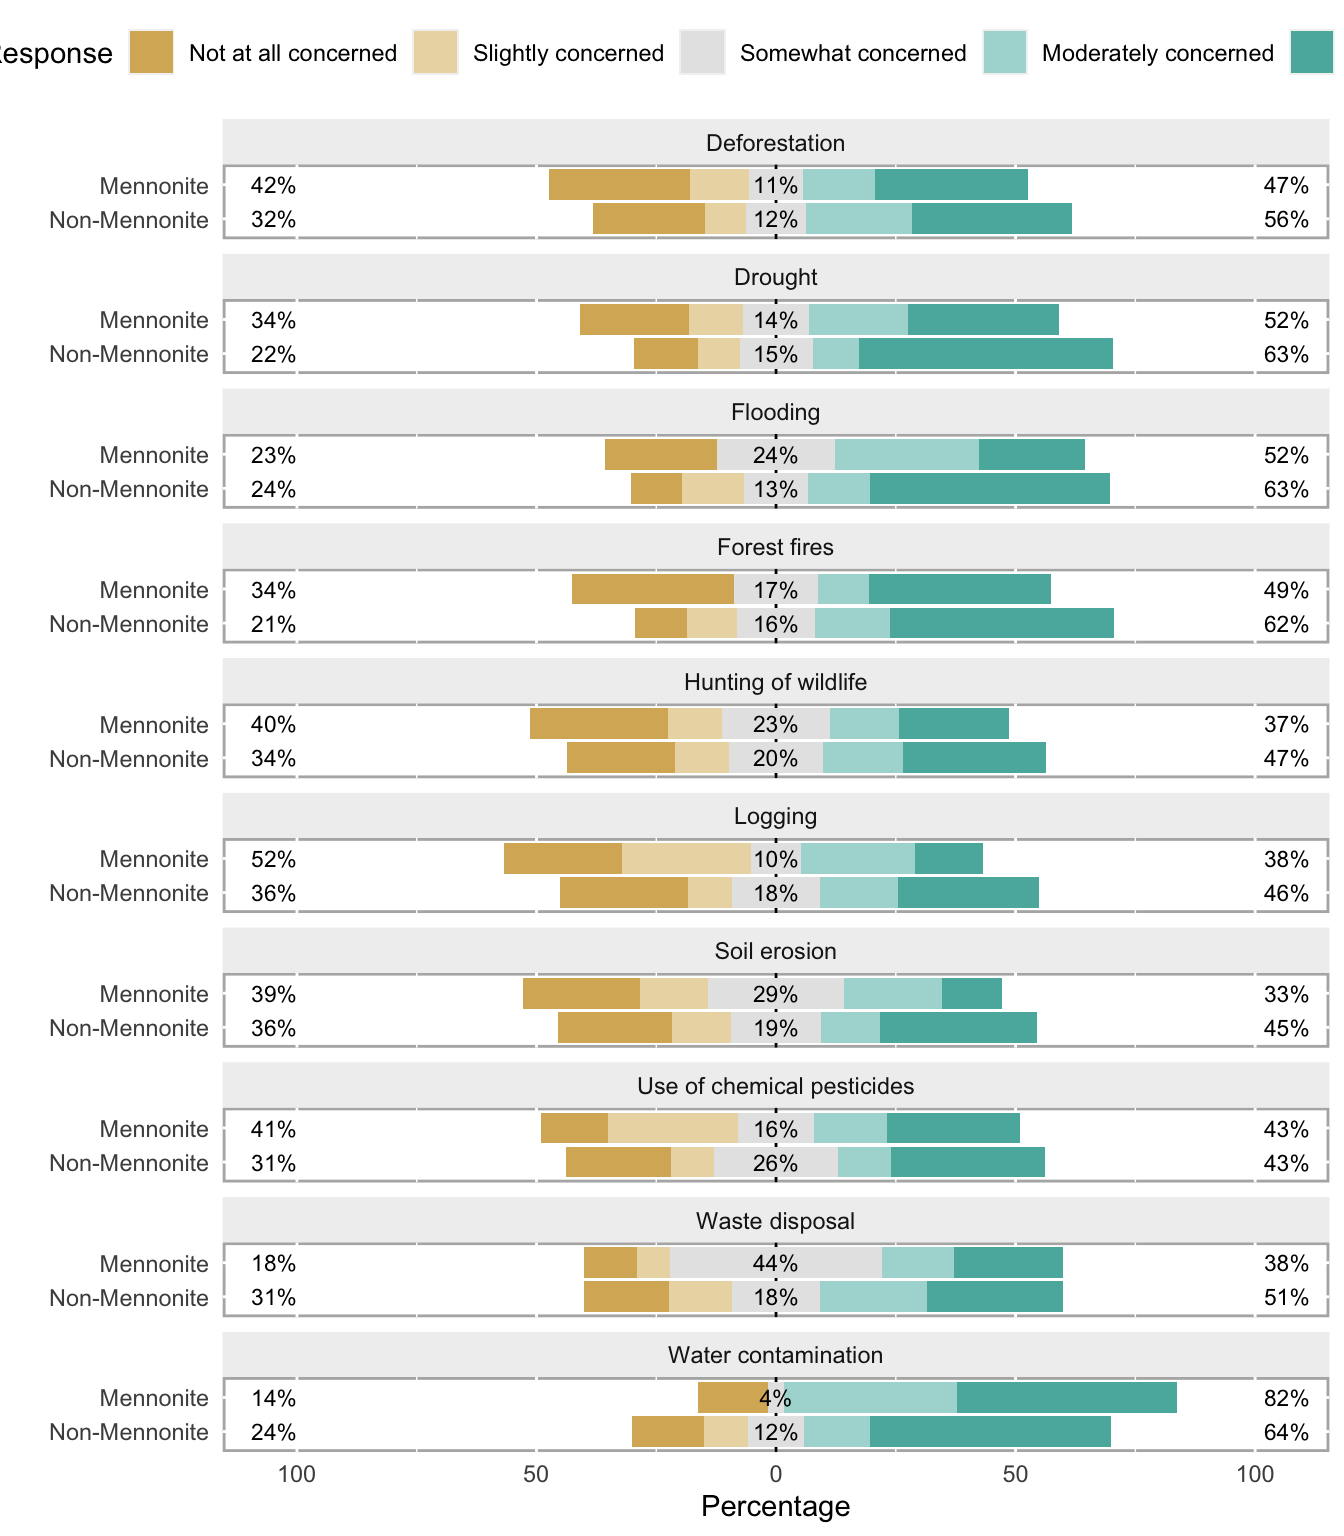 Response Not at all concerned Slightly concerned Somewhat concerned Moderately concerned
Deforestation
Mennonite 42% 11% 47%
Non-Mennonite 32% 12% 56%
Drought
Mennonite 34% 14% 52%
Non-Mennonite 22% 15% 63%
Flooding
Mennonite 23% 24% 52%
Non-Mennonite 24% 13% 63%
Forest fires
Mennonite 34% 17% 49%
Non-Mennonite 21% 16% 62%
Hunting of wildlife
Mennonite 40% 23% 37%
Non-Mennonite 34% 20% 47%
Logging
Mennonite 52% 10% 38%
Non-Mennonite 36% 18% 46%
Soil erosion
Mennonite 39% 29% 33%
Non-Mennonite 36% 19% 45%
Use of chemical pesticides
Mennonite 41% 16% 43%
Non-Mennonite 31% 26% 43%
Waste disposal
Mennonite 18% 44% 38%
Non-Mennonite 31% 18% 51%
Water contamination
Mennonite 14% 4% 82%
Non-Mennonite 24% 12% 64%
100 50 0 50 100
Percentage